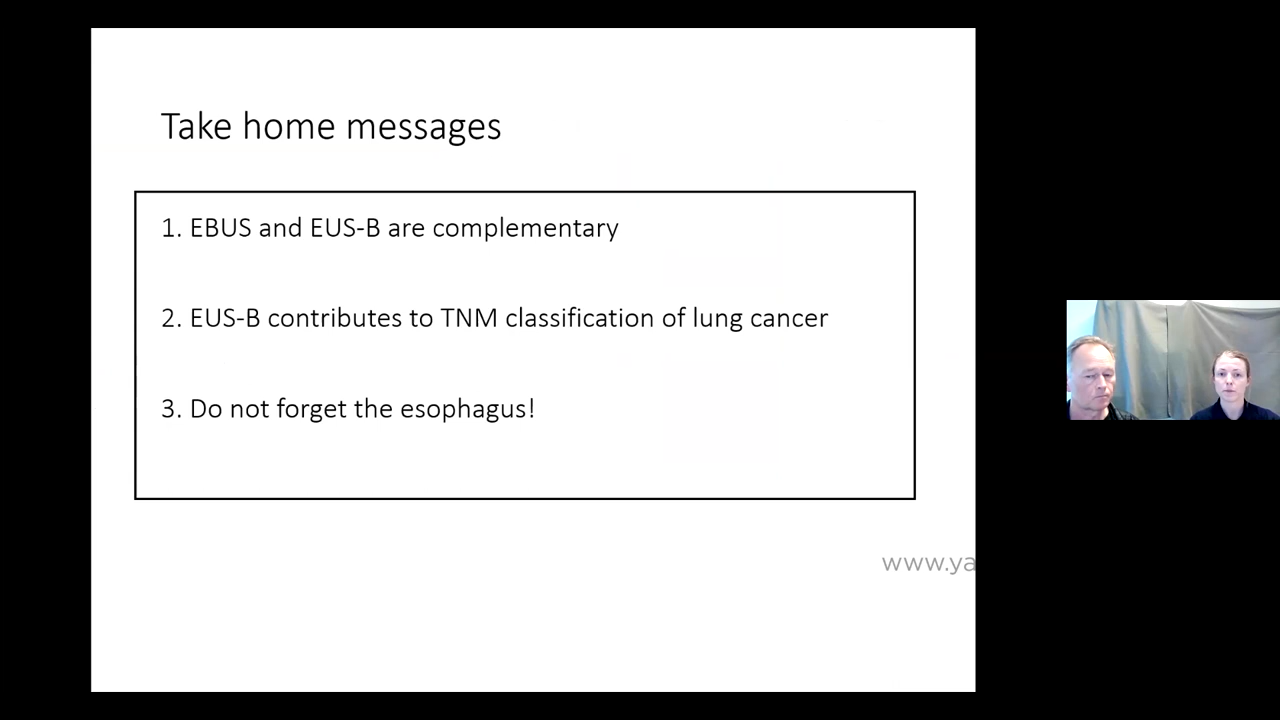 Take home messages
1. EBUS and EUS-B are complementary
2. EUS-B contributes to TNM classification of lung cancer
3. Do not forget the esophagus!
www.ya